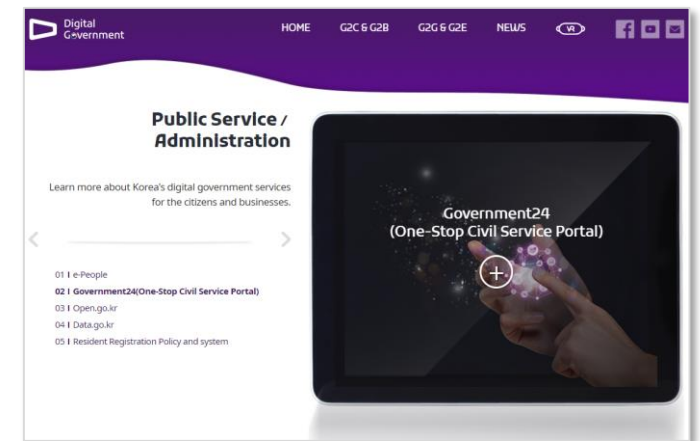 Digital
Government
HOME G2C & G2B G2G & G2E NEWS VR
Public Service /
Administration
Learn more about Korea's digital government services
for the citizens and businesses.
01 I e-People
02 I Government24(One-Stop Civil Service Portal)
03 I Open.go.kr
04 I Data.go.kr
05 I Resident Registration Policy and system
Government24
(One-Stop Civil Service Portal)